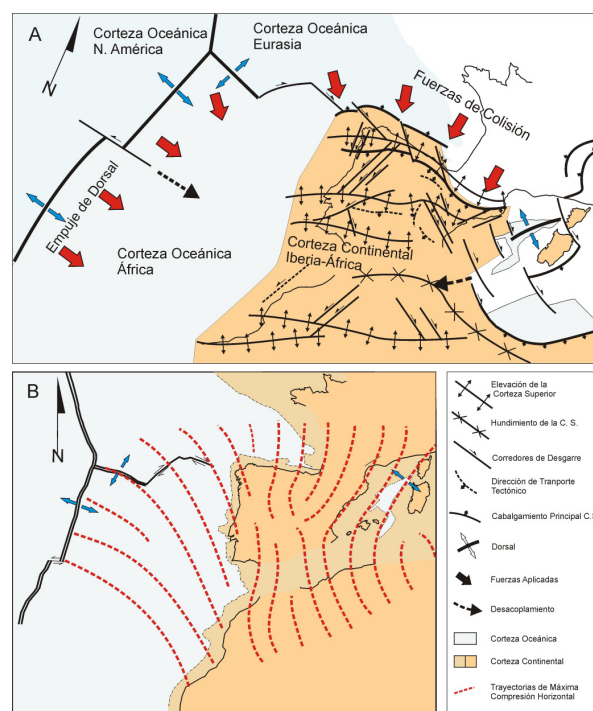 A
N
Corteza Oceánica
N. América
Corteza Oceánica
Eurasia
Fuerzas de Colisión
Empuje de Dorsal
Corteza Oceánica
África
Corteza Continental
Iberia-África
B
N
Elevación de la
Corteza Superior
Hundimiento de la C. S.
Corredores de Desgarre
Dirección de Tranporte
Tectónico
Cabalgamiento Principal C.S
Dorsal
Fuerzas Aplicadas
Desacoplamiento
Corteza Oceánica
Corteza Continental
Trayectorias de Máxima
Compresión Horizontal